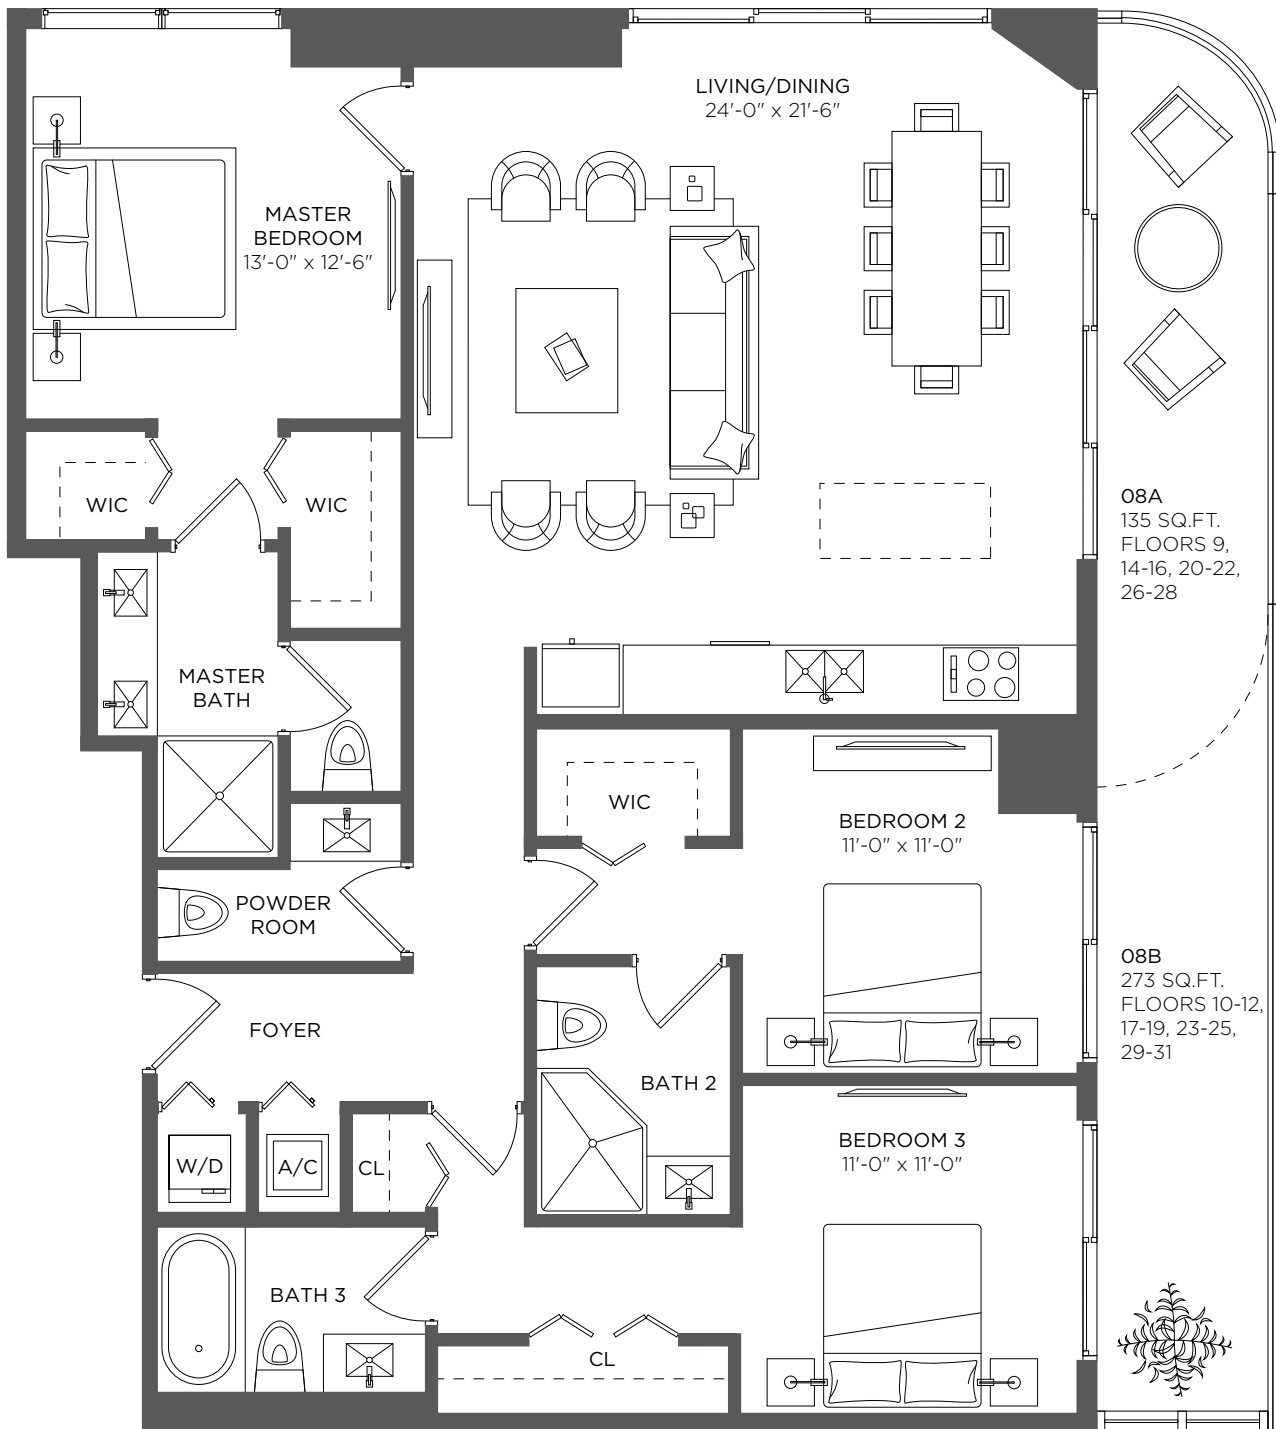 LIVING/DINING
24'-0" x 21'-6"
MASTER
BEDROOM
13'-0" x 12'-6"
WIC
WIC
08A
135 SQ.FT.
FLOORS 9,
14-16, 20-22,
26-28
MASTER
BATH
WIC
BEDROOM 2
11'-0" x 11'-0"
POWDER
ROOM
08B
273 SQ.FT.
FLOORS 10-12,
17-19, 23-25,
29-31
FOYER
BATH 2
W/D
A/C
CL
BEDROOM 3
11'-0" x 11'-0"
BATH 3
CL